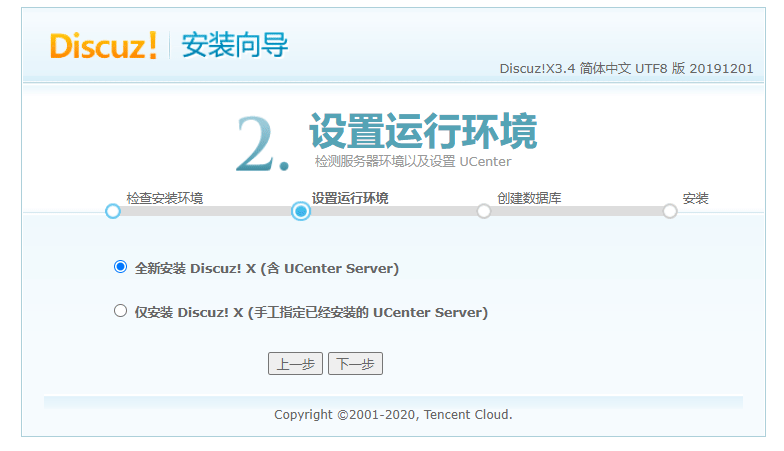 Discuz! 安装向导
Discuz!X3.4 简体中文 UTF8 版 20191201
2. 设置运行环境
检测服务器环境以及设置 UCenter
检查安装环境 设置运行环境 创建数据库 安装
全新安装 Discuz! X (含 UCenter Server)
仅安装 Discuz! X (手工指定已经安装的 UCenter Server)
上一步 下一步
Copyright ©2001-2020, Tencent Cloud.